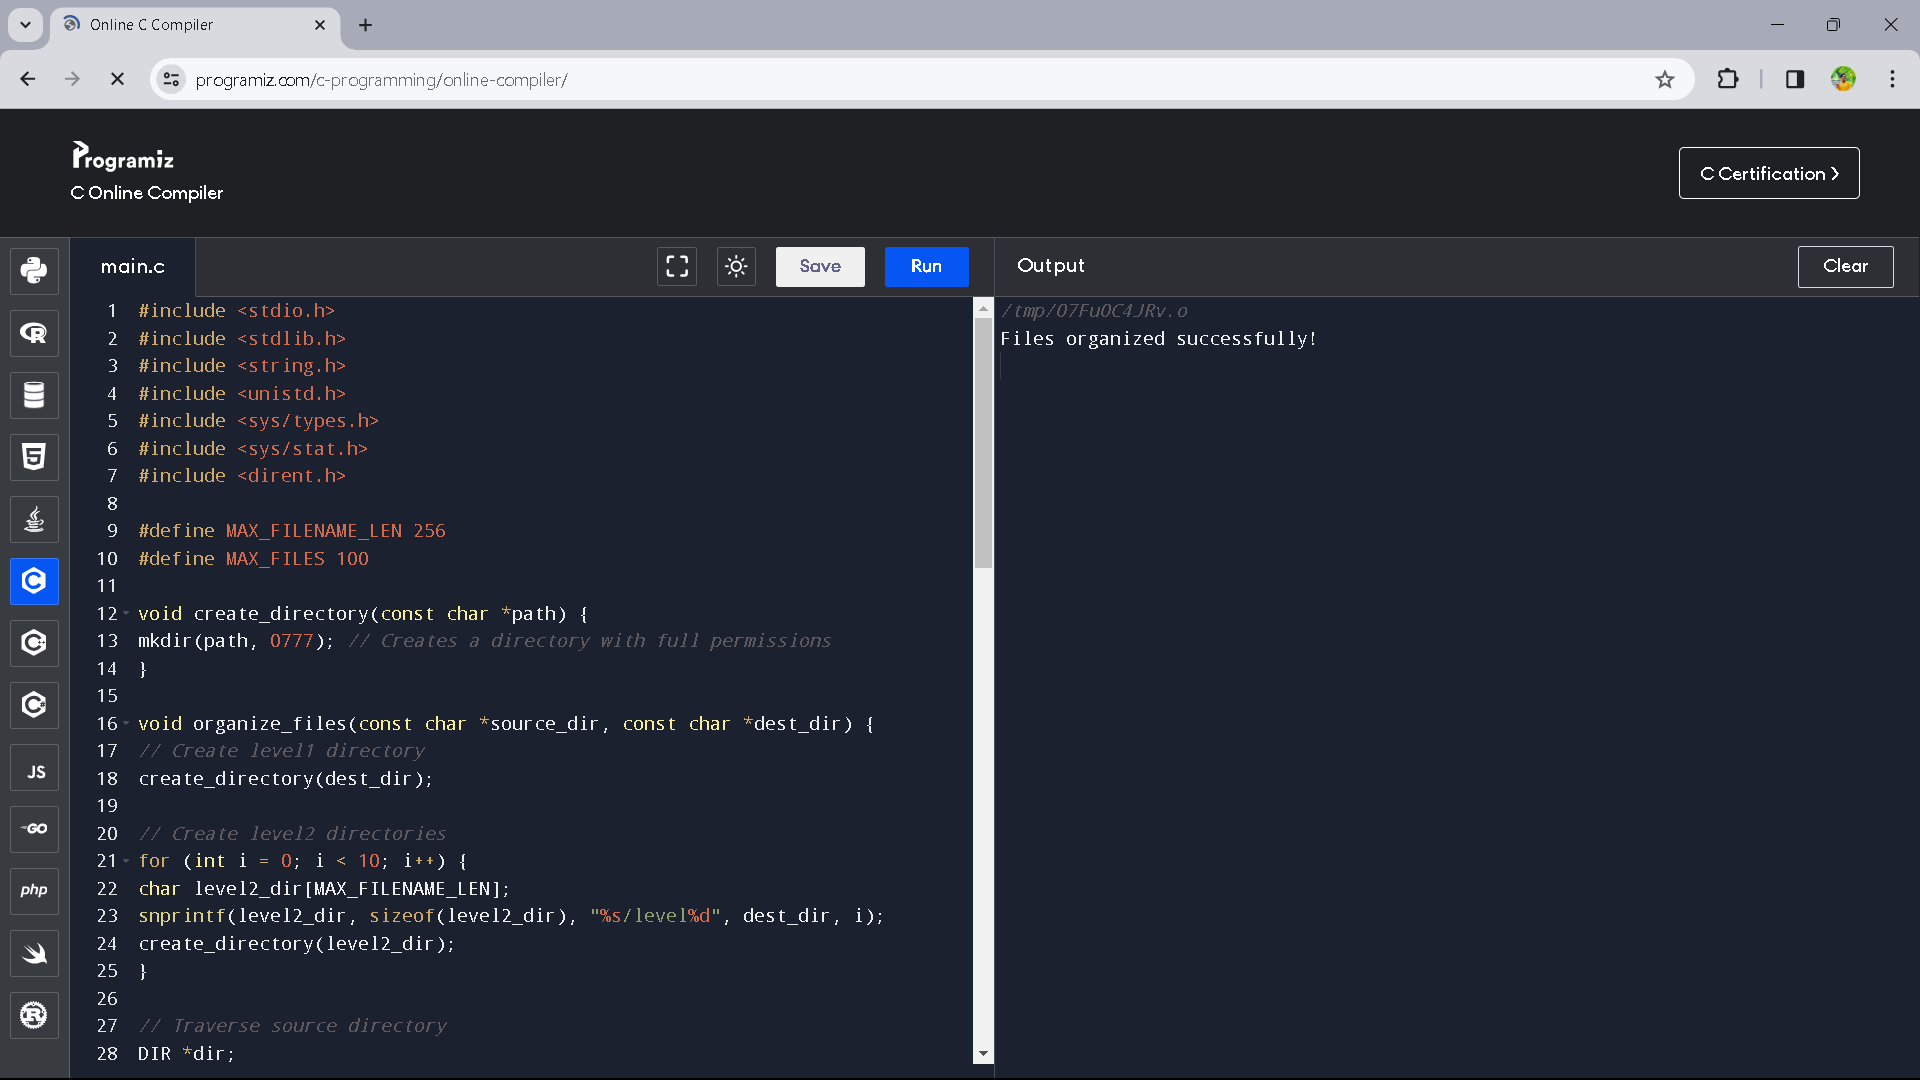 Online C Compiler
programiz.com/c-programming/online-compiler/
Programiz
C Online Compiler
C Certification
main.c
Save
Run
Output
Clear
1 #include <stdio.h>
2 #include <stdlib.h>
3 #include <string.h>
4 #include <unistd.h>
5 #include <sys/types.h>
6 #include <sys/stat.h>
7 #include <dirent.h>
8
9 #define MAX_FILENAME_LEN 256
10 #define MAX_FILES 100
11
12 void create_directory(const char *path) {
13 mkdir(path, 0777); // Creates a directory with full permissions
14 }
15
16 void organize_files(const char *source_dir, const char *dest_dir) {
17 // Create level1 directory
18 create_directory(dest_dir);
19
20 // Create level2 directories
21 for (int i = 0; i < 10; i++) {
22 char level2_dir[MAX_FILENAME_LEN];
23 snprintf(level2_dir, sizeof(level2_dir), "%s/level%d", dest_dir, i);
24 create_directory(level2_dir);
25 }
26
27 // Traverse source directory
28 DIR *dir;
/tmp/O7FuOC4JRv.o
Files organized successfully!
JS
GO
php